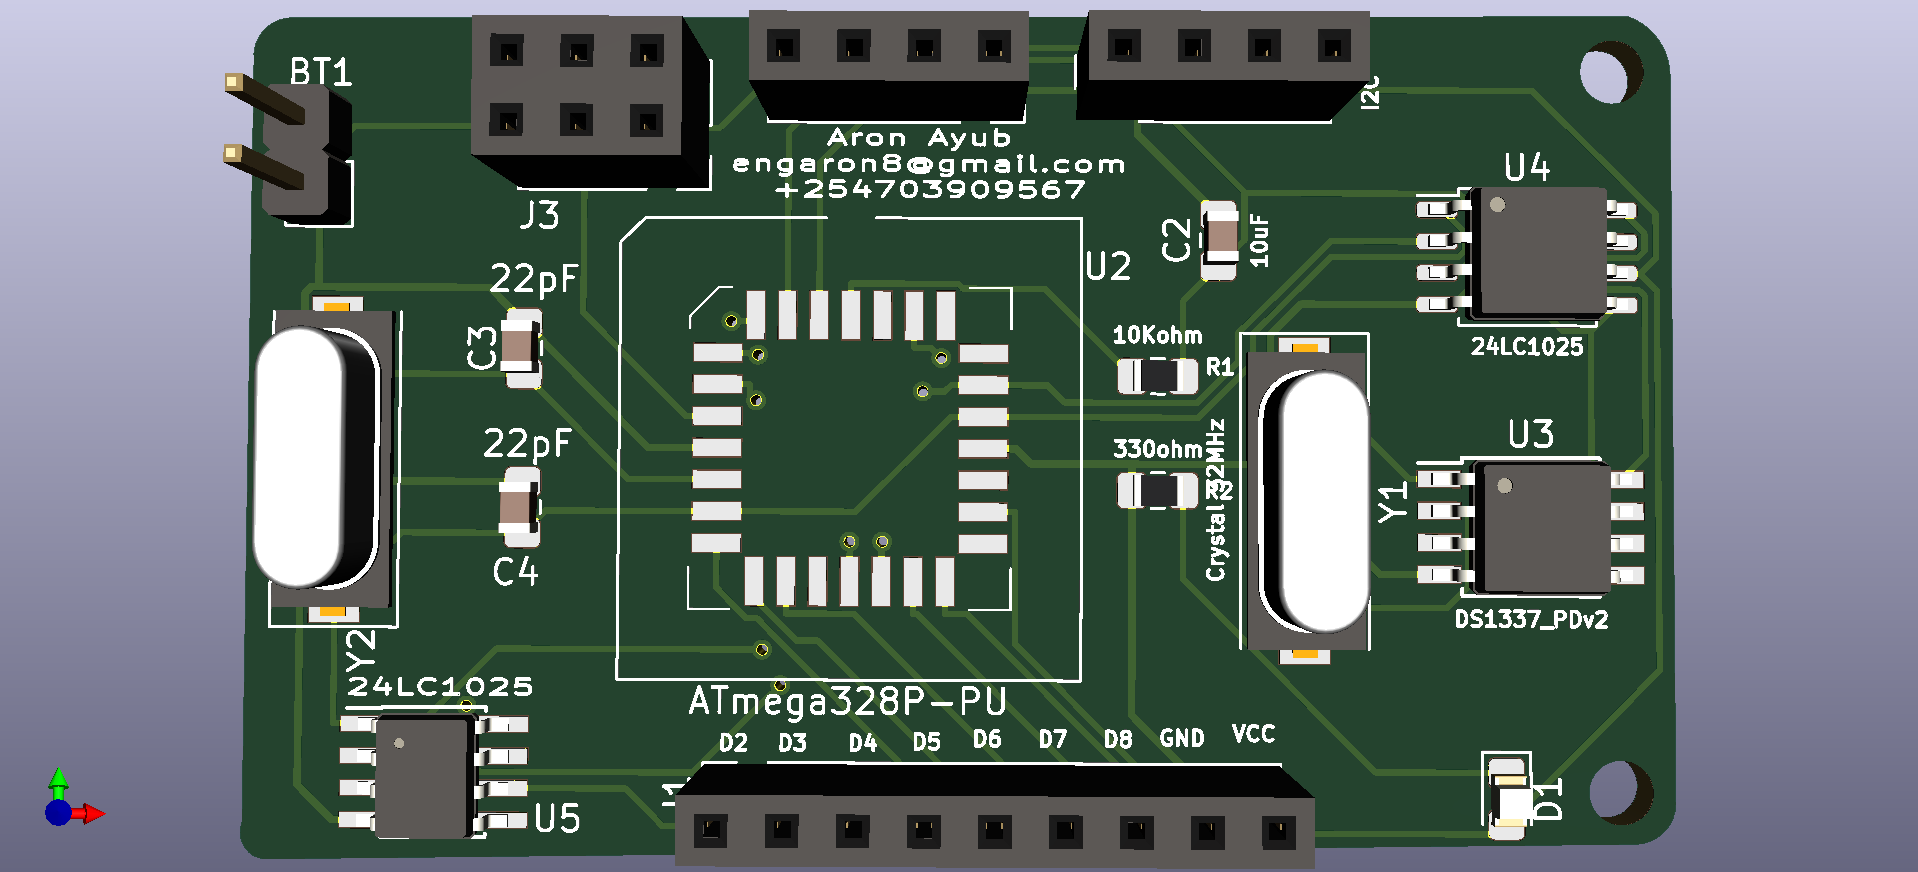 BT1
I2C
Aron Ayub
engaron8@gmail.com
+254703909567
J3
U4
C2
10uF
U2
22pF
C3
10Kohm
R1
24LC1025
22pF
C4
330ohm
Crystal 32MHz
Y1
U3
DS1337_PDv2
Y2
24LC1025
U5
ATmega328P-PU
D2 D3 D4 D5 D6 D7 D8 GND VCC
D1